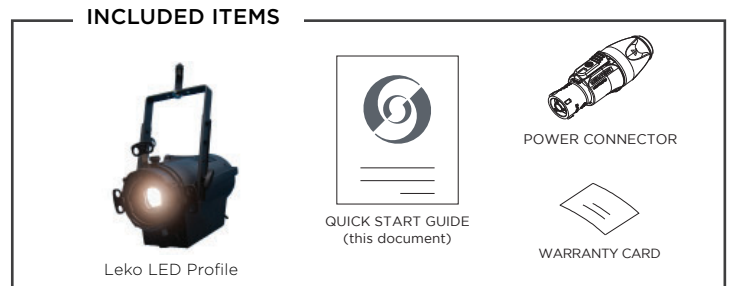 INCLUDED ITEMS
Leko LED Profile
QUICK START GUIDE
(this document)
POWER CONNECTOR
WARRANTY CARD